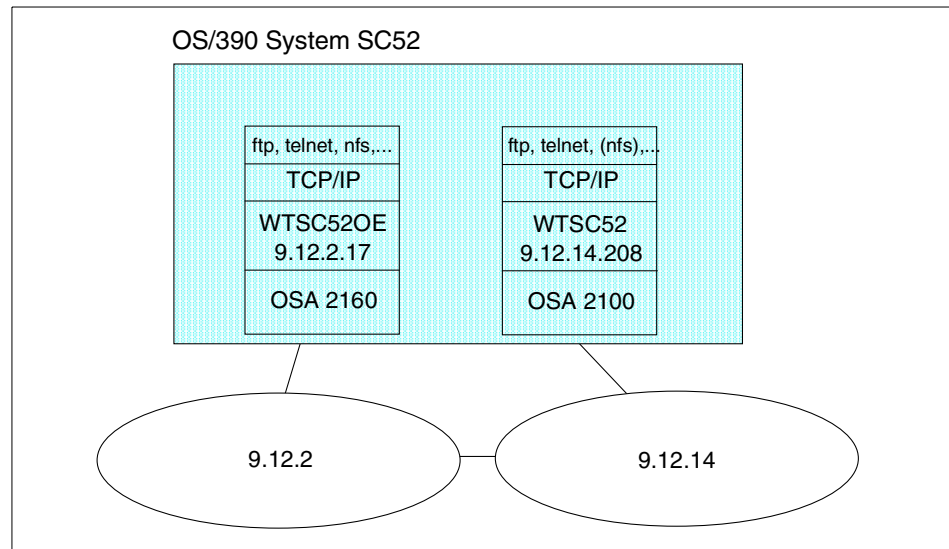 OS/390 System SC52
ftp, telnet, nfs,...
TCP/IP
WTSC52OE
9.12.2.17
OSA 2160
ftp, telnet, (nfs),...
TCP/IP
WTSC52
9.12.14.208
OSA 2100
9.12.2
9.12.14